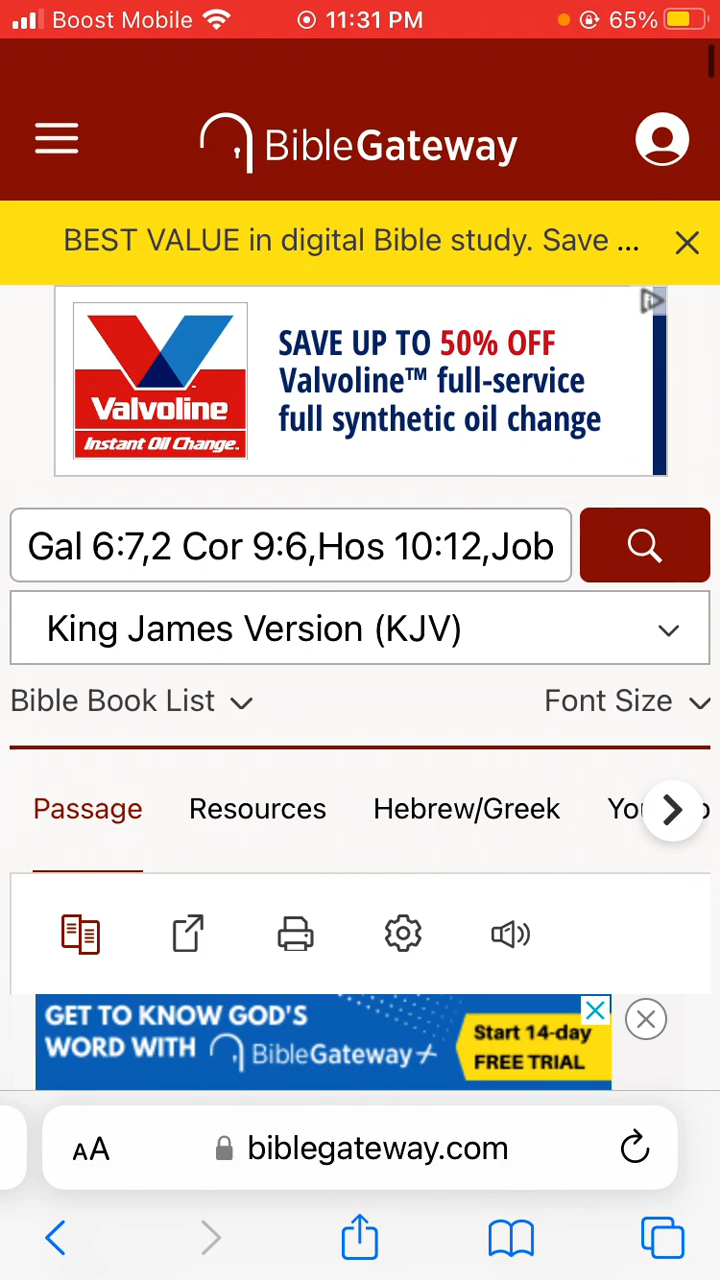 Boost Mobile 11:31 PM 65%
BibleGateway
BEST VALUE in digital Bible study. Save ...
Valvoline
Instant Oil Change.
SAVE UP TO 50% OFF
Valvoline™ full-service
full synthetic oil change
Gal 6:7,2 Cor 9:6,Hos 10:12,Job
King James Version (KJV)
Bible Book List Font Size
Passage Resources Hebrew/Greek
GET TO KNOW GOD'S
WORD WITH BibleGateway+
Start 14-day
FREE TRIAL
AA biblegateway.com